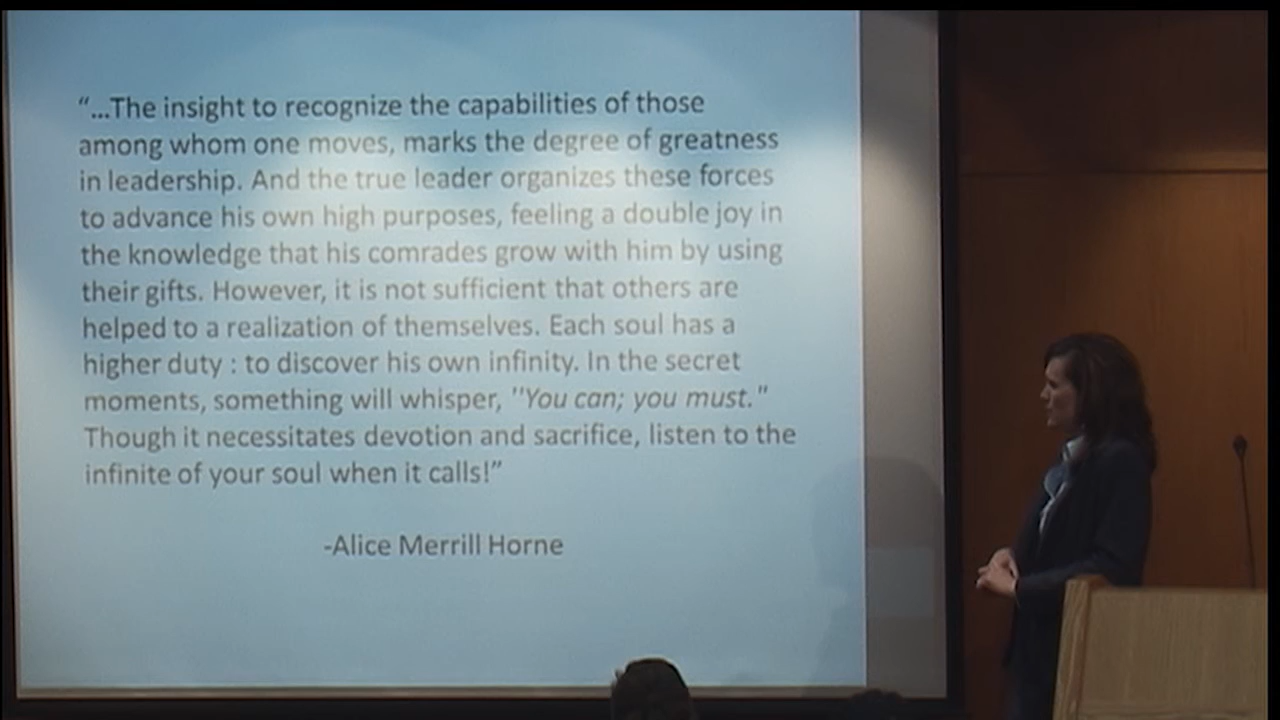 “...The insight to recognize the capabilities of those
among whom one moves, marks the degree of greatness
in leadership. And the true leader organizes these forces
to advance his own high purposes, feeling a double joy in
the knowledge that his comrades grow with him by using
their gifts. However, it is not sufficient that others are
helped to a realization of themselves. Each soul has a
higher duty : to discover his own infinity. In the secret
moments, something will whisper, "You can; you must."
Though it necessitates devotion and sacrifice, listen to the
infinite of your soul when it calls!”
-Alice Merrill Horne